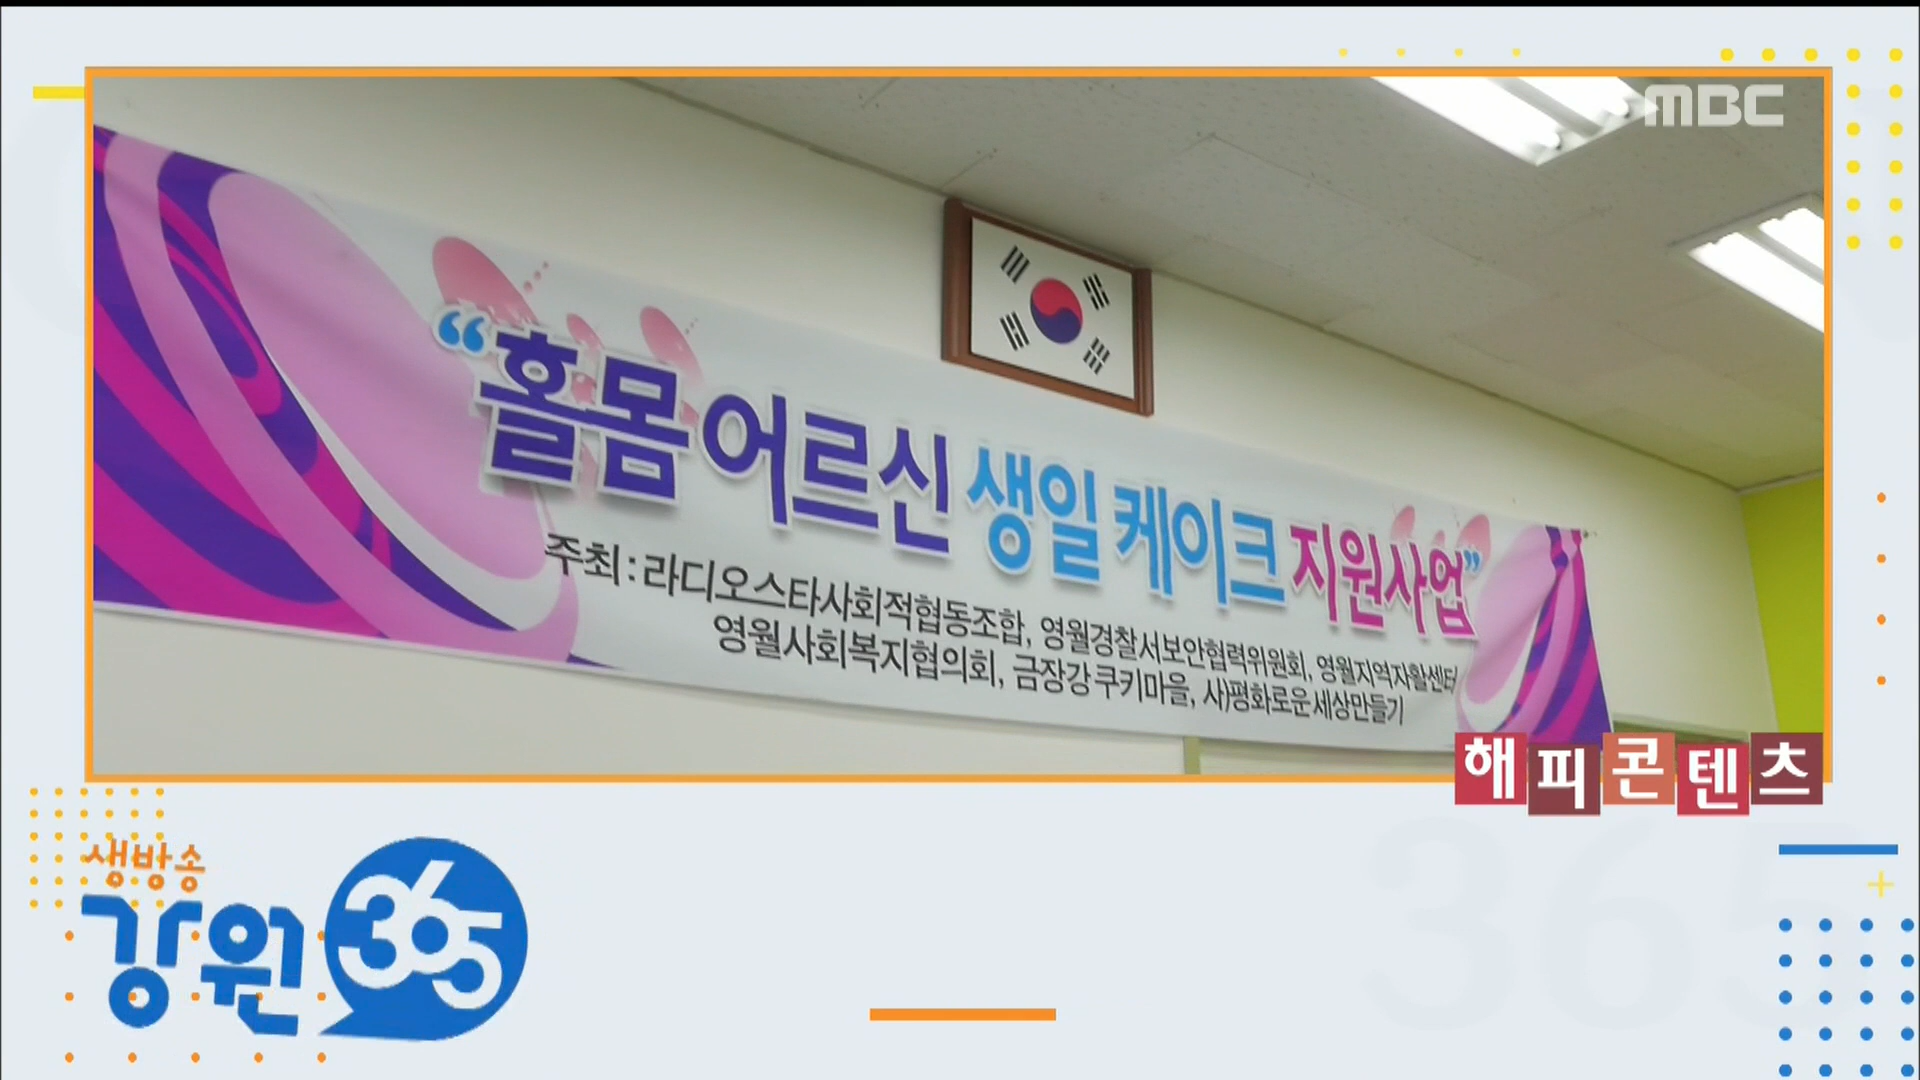 MBC
“홀몸 어르신 생일 케이크 지원사업”
주최 : 라디오스타사회적협동조합, 영월경찰서보안협력위원회, 영월지역자활센터
영월사회복지협의회, 금장강 쿠키마을, 사)평화로운세상만들기
해피콘텐츠
생방송
강원 365
365